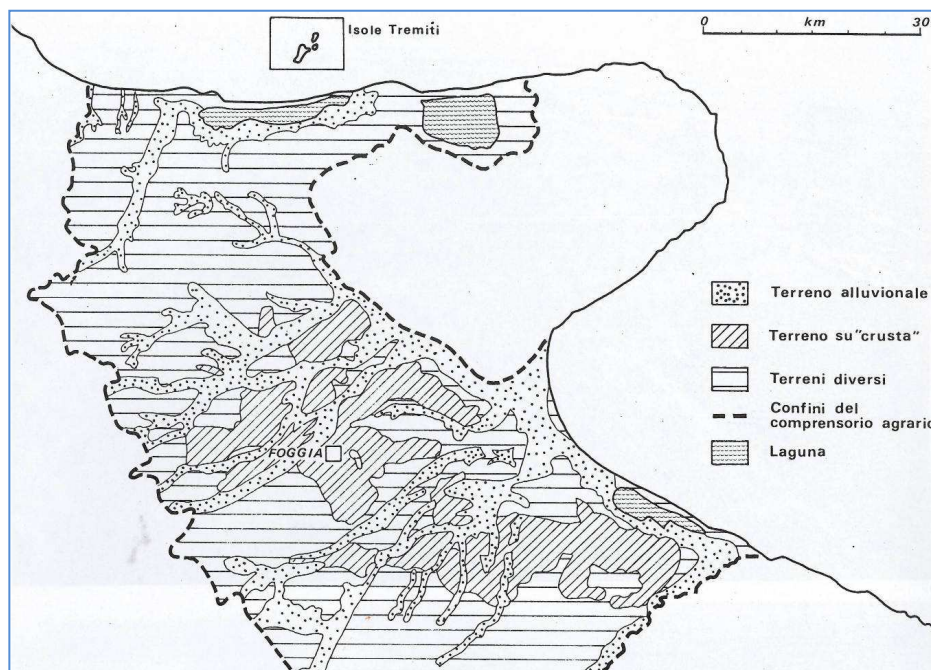 Isole Tremiti
0 km 30
Terreno alluvionale
Terreno su "crusta"
Terreni diversi
Confini del
comprensorio agrario
Laguna
FOGGIA